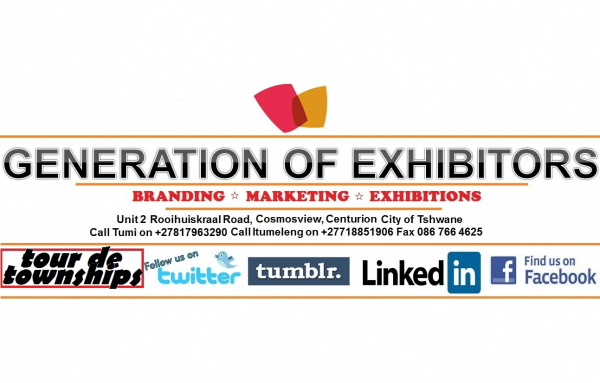 GENERATION OF EXHIBITORS
BRANDING ☆ MARKETING ☆ EXHIBITIONS
Unit 2 Rooihuiskraal Road, Cosmosview, Centurion City of Tshwane
Call Tumi on +27817963290 Call Itumeleng on +27718851906 Fax 086 766 4625
tour de
townships
Follow us on
twitter
tumblr.
Linked in
f Find us on
Facebook